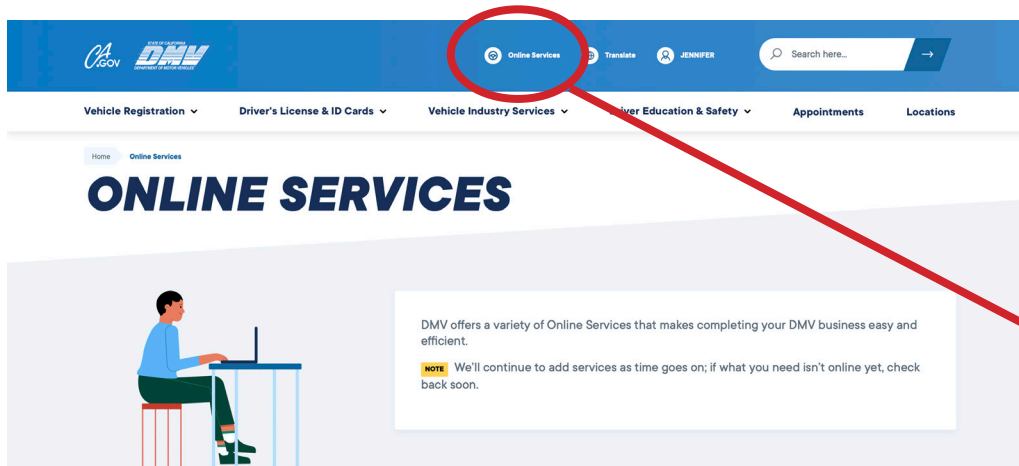 CA.GOV
STATE OF CALIFORNIA
DMV
DEPARTMENT OF MOTOR VEHICLES
Online Services
Translate
JENNIFER
Search here...
Vehicle Registration
Driver's License & ID Cards
Vehicle Industry Services
Driver Education & Safety
Appointments
Locations
Home
Online Services
ONLINE SERVICES
DMV offers a variety of Online Services that makes completing your DMV business easy and
efficient.
NOTE We'll continue to add services as time goes on; if what you need isn't online yet, check
back soon.